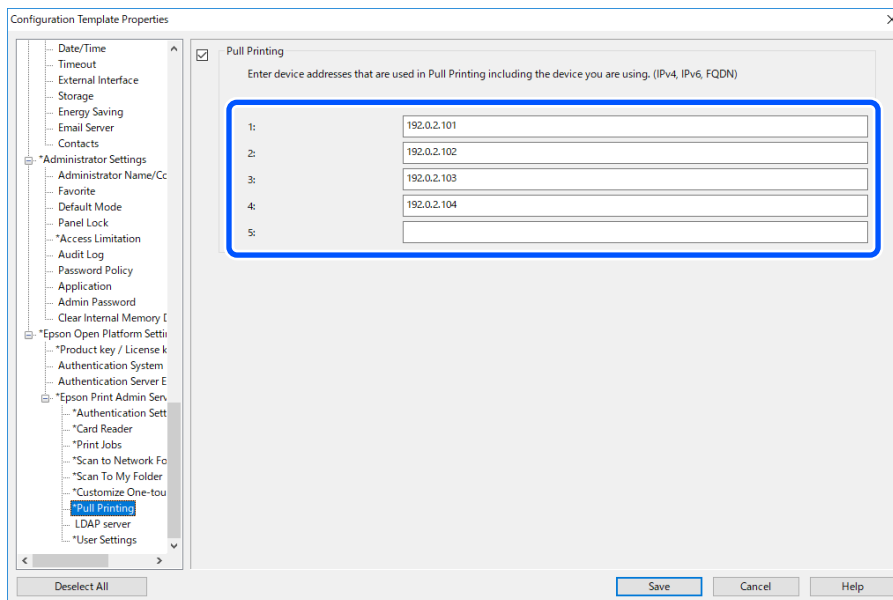 Configuration Template Properties
Date/Time
Timeout
External Interface
Storage
Energy Saving
Email Server
Contacts
*Administrator Settings
Administrator Name/Cc
Favorite
Default Mode
Panel Lock
*Access Limitation
Audit Log
Password Policy
Application
Admin Password
Clear Internal Memory D
*Epson Open Platform Settin
*Product key / License k
Authentication System
Authentication Server E
*Epson Print Admin Serv
*Authentication Sett
*Card Reader
*Print Jobs
*Scan to Network Fo
*Scan To My Folder
*Customize One-tou
*Pull Printing
LDAP server
*User Settings
Pull Printing
Enter device addresses that are used in Pull Printing including the device you are using. (IPv4, IPv6, FQDN)
1: 192.0.2.101
2: 192.0.2.102
3: 192.0.2.103
4: 192.0.2.104
5:
Deselect All
Save
Cancel
Help